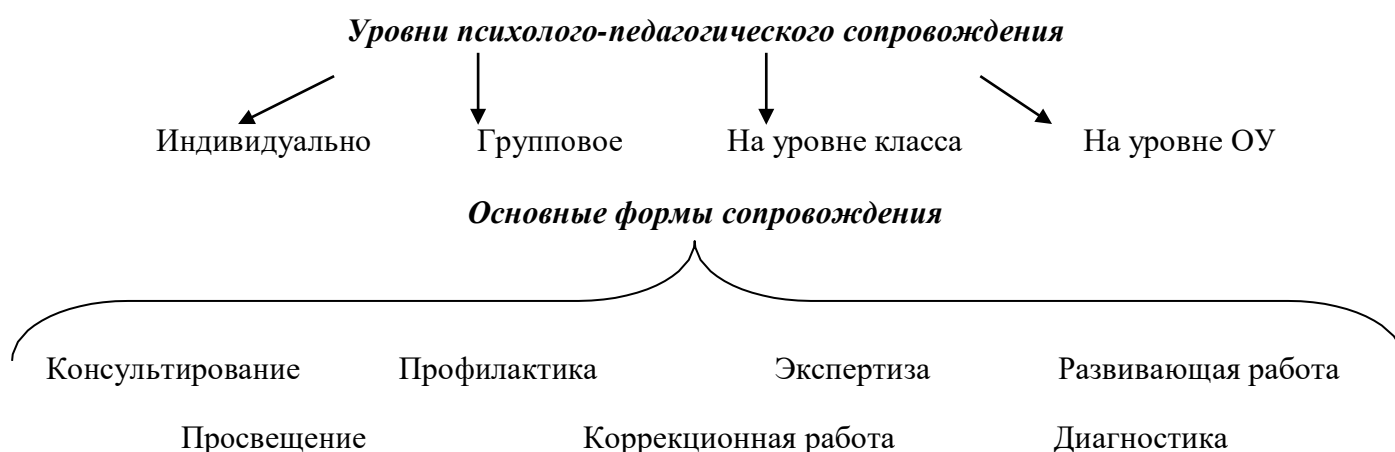 Уровни психолого-педагогического сопровождения
Индивидуально Групповое На уровне класса На уровне ОУ
Основные формы сопровождения
Консультирование Профилактика Экспертиза Развивающая работа
Просвещение Коррекционная работа Диагностика